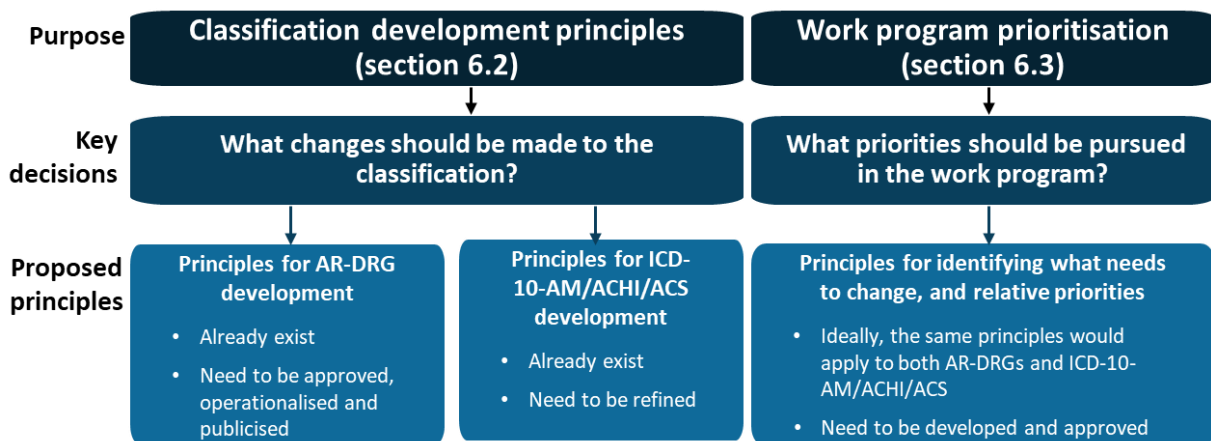 Purpose
Classification development principles
(section 6.2)
Work program prioritisation
(section 6.3)
Key
decisions
What changes should be made to the
classification?
What priorities should be pursued
in the work program?
Proposed
principles
Principles for AR-DRG
development
• Already exist
• Need to be approved,
operationalised and
publicised
Principles for ICD-
10-AM/ACHI/ACS
development
• Already exist
• Need to be refined
Principles for identifying what needs
to change, and relative priorities
• Ideally, the same principles would
apply to both AR-DRGs and ICD-10-
AM/ACHI/ACS
• Need to be developed and approved